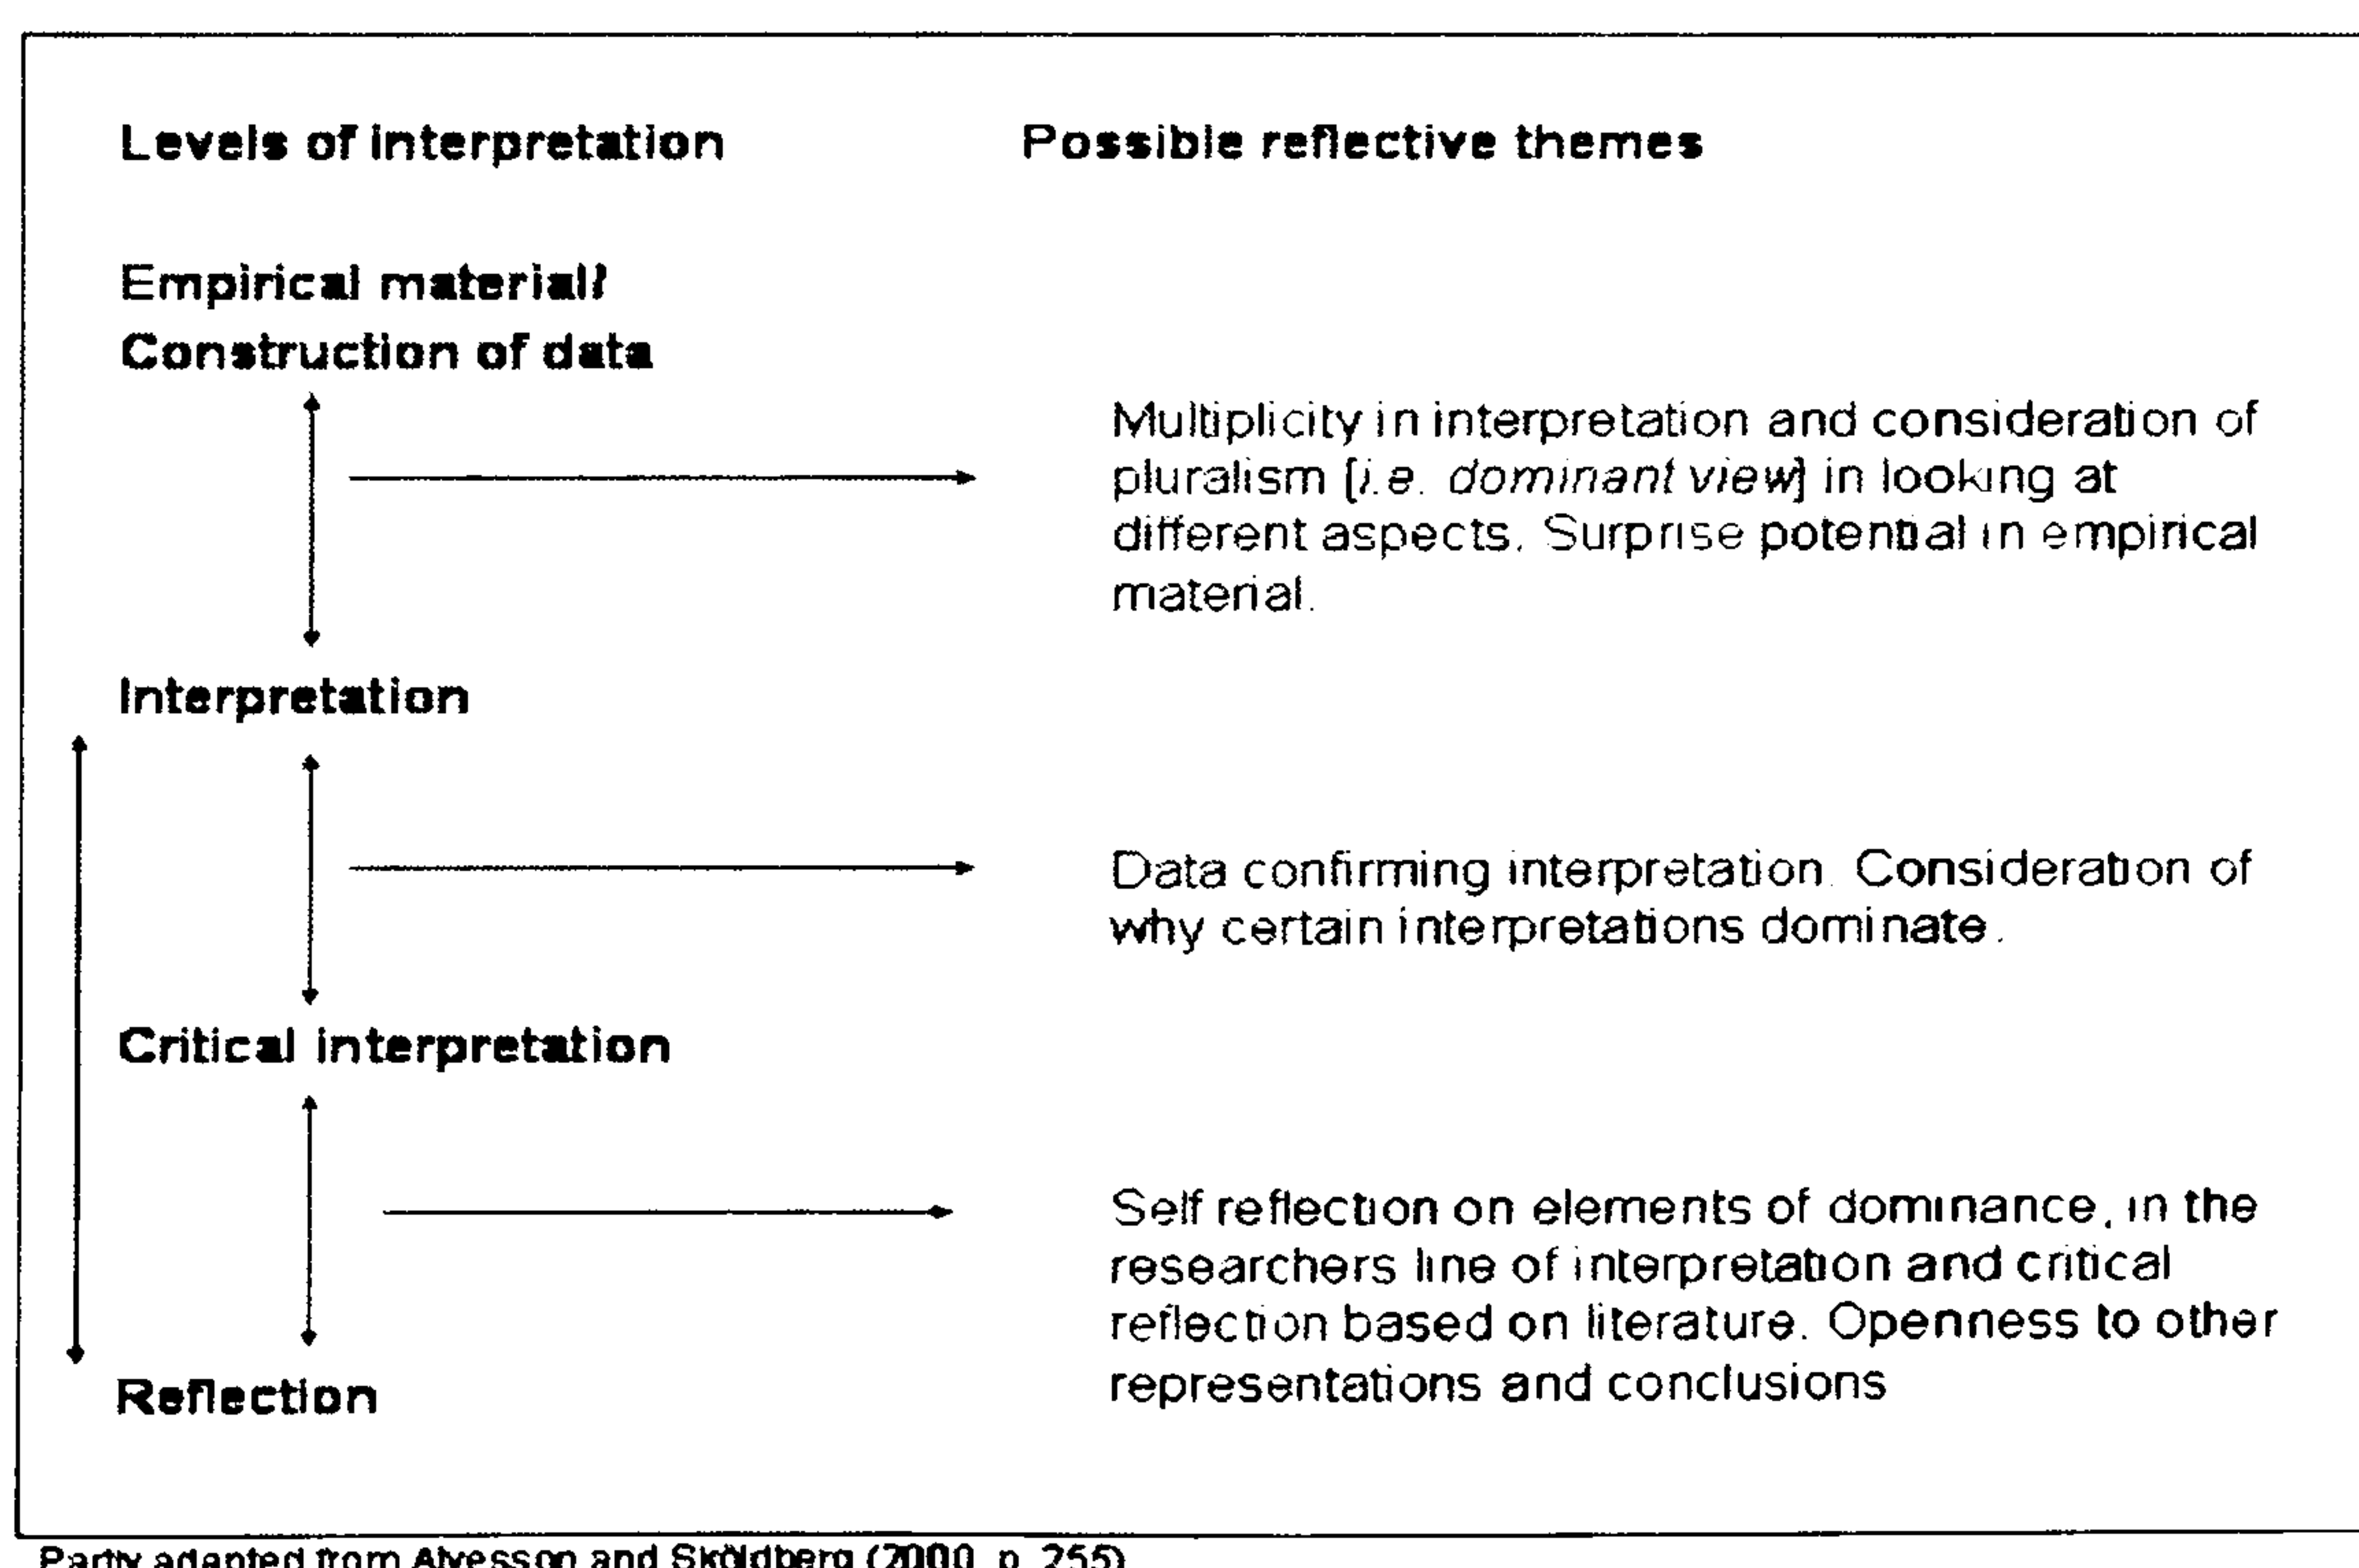 Levels of interpretation
Possible reflective themes
Empirical material/
Construction of data
Multiplicity in interpretation and consideration of
pluralism [i.e. dominant view] in looking at
different aspects. Surprise potential in empirical
material.
Interpretation
Data confirming interpretation. Consideration of
why certain interpretations dominate.
Critical interpretation
Self reflection on elements of dominance, in the
researchers line of interpretation and critical
reflection based on literature. Openness to other
representations and conclusions
Reflection
Partly adapted from Alvesson and Sköldberg (2000, p. 255)